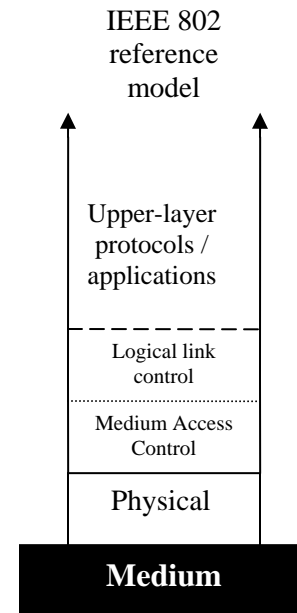 IEEE 802
reference
model
Upper-layer
protocols /
applications
Logical link
control
Medium Access
Control
Physical
Medium